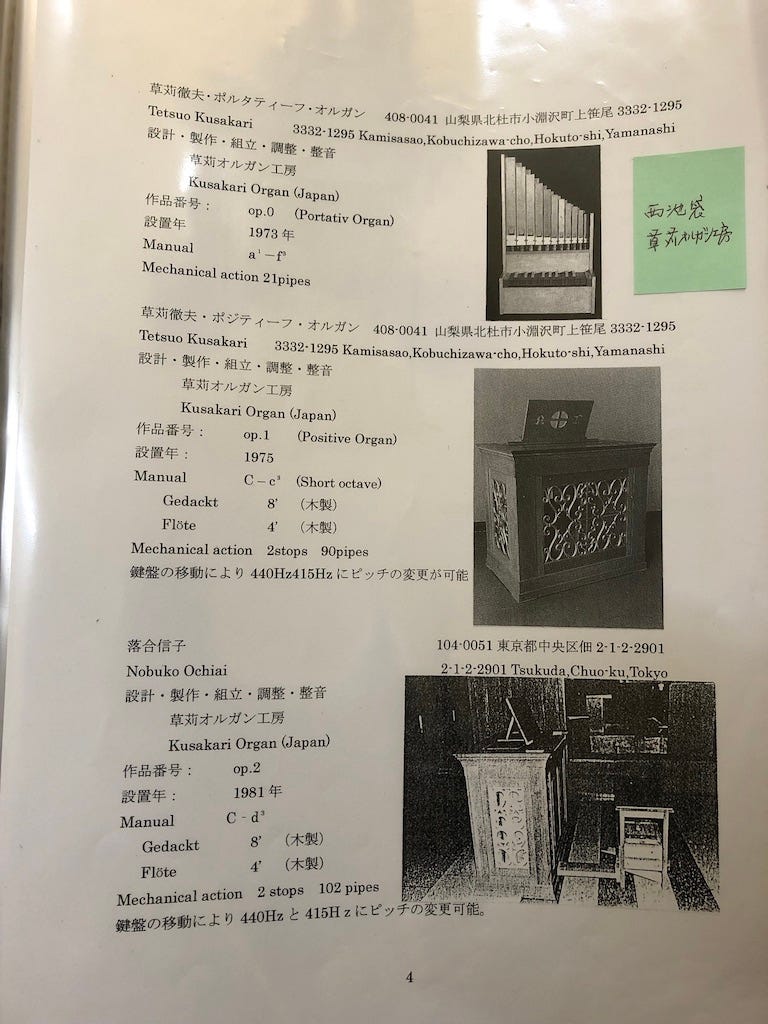 草苅徹夫・ポルタティーフ・オルガン 408-0041 山梨県北杜市小淵沢町上笹尾 3332-1295
Tetsuo Kusakari 3332-1295 Kamisasao,Kobuchizawa-cho,Hokuto-shi,Yamanashi
設計・製作・組立・調整・整音
草苅オルガン工房
Kusakari Organ (Japan)
作品番号： op.0 (Portativ Organ)
設置年 1973 年
Manual a¹－f³
Mechanical action 21pipes
西池袋
草苅オルガン工房
草苅徹夫・ポジティーフ・オルガン 408-0041 山梨県北杜市小淵沢町上笹尾 3332-1295
Tetsuo Kusakari 3332-1295 Kamisasao,Kobuchizawa-cho,Hokuto-shi,Yamanashi
設計・製作・組立・調整・整音
草苅オルガン工房
Kusakari Organ (Japan)
作品番号： op.1 (Positive Organ)
設置年： 1975
Manual C－c³ (Short octave)
Gedackt 8’ （木製）
Flöte 4’ （木製）
Mechanical action 2stops 90pipes
鍵盤の移動により 440Hz415Hz にピッチの変更が可能
落合信子 104-0051 東京都中央区佃 2-1-2-2901
Nobuko Ochiai 2-1-2-2901 Tsukuda,Chuo-ku,Tokyo
設計・製作・組立・調整・整音
草苅オルガン工房
Kusakari Organ (Japan)
作品番号： op.2
設置年： 1981 年
Manual C‐d³
Gedackt 8’ （木製）
Flöte 4’ （木製）
Mechanical action 2 stops 102 pipes
鍵盤の移動により 440Hz と 415Hz にピッチの変更可能。
4